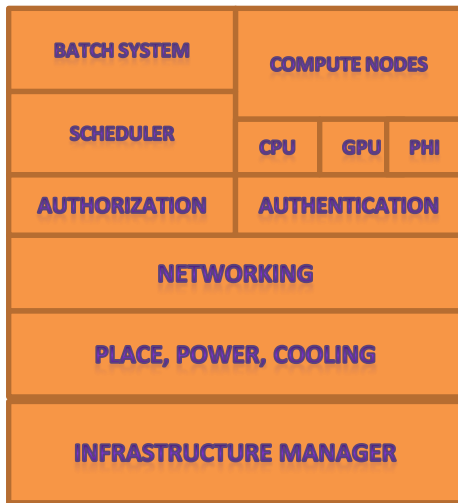 BATCH SYSTEM
COMPUTE NODES
SCHEDULER
CPU
GPU
PHI
AUTHORIZATION
AUTHENTICATION
NETWORKING
PLACE, POWER, COOLING
INFRASTRUCTURE MANAGER